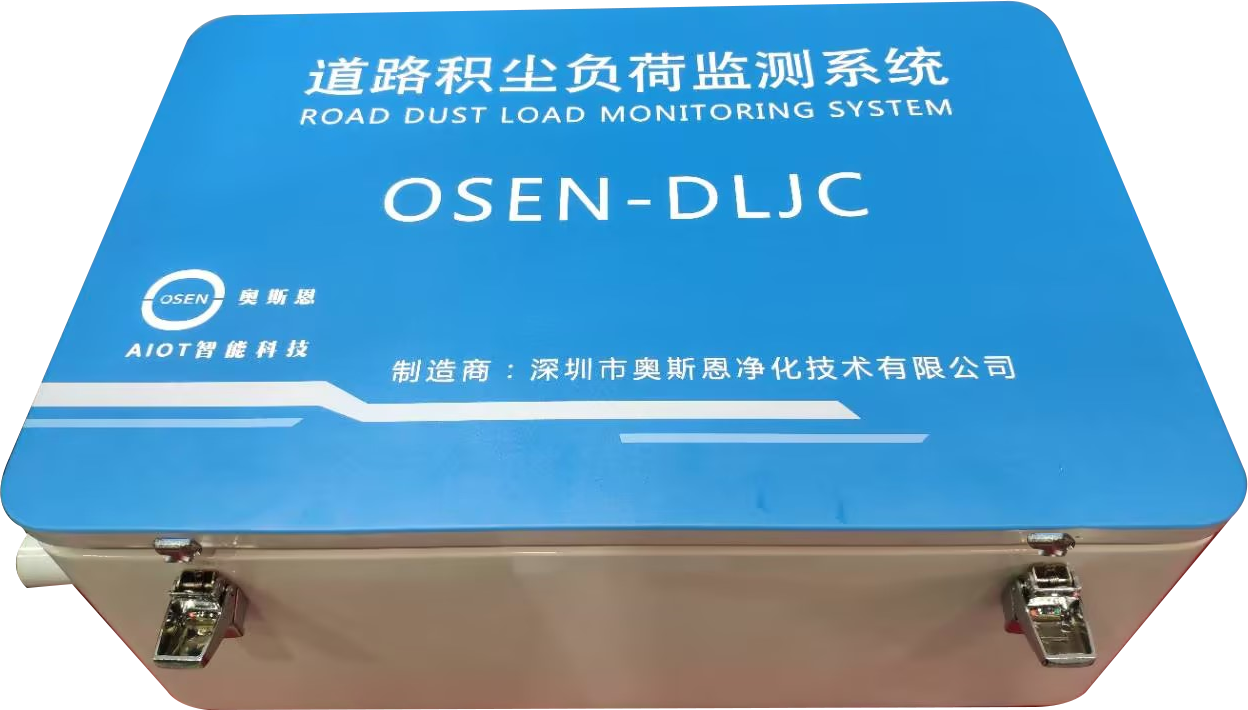 道路积尘负荷监测系统
ROAD DUST LOAD MONITORING SYSTEM
OSEN-DLJC
OSEN 奥斯恩
AIOT智能科技
制造商：深圳市奥斯恩净化技术有限公司